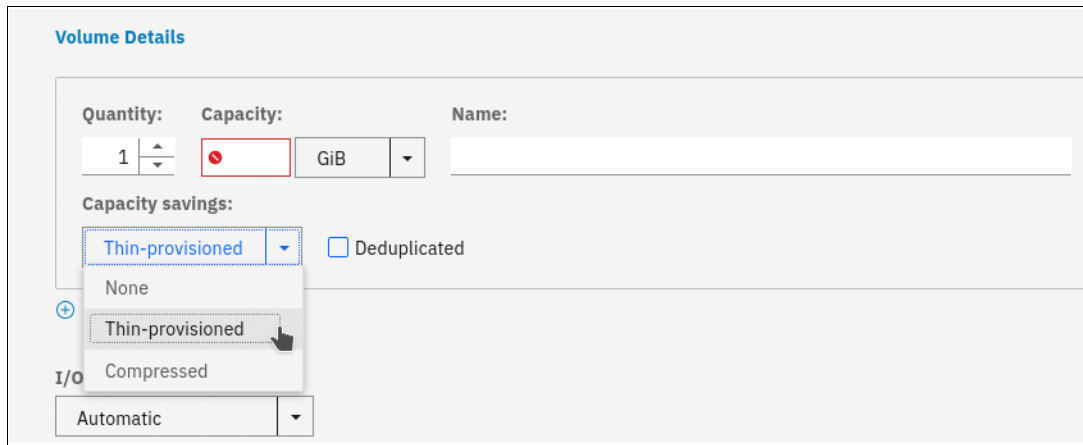 Volume Details
Quantity: Capacity: Name:
1 GiB
Capacity savings:
Thin-provisioned Deduplicated
None
Thin-provisioned
Compressed
I/O
Automatic